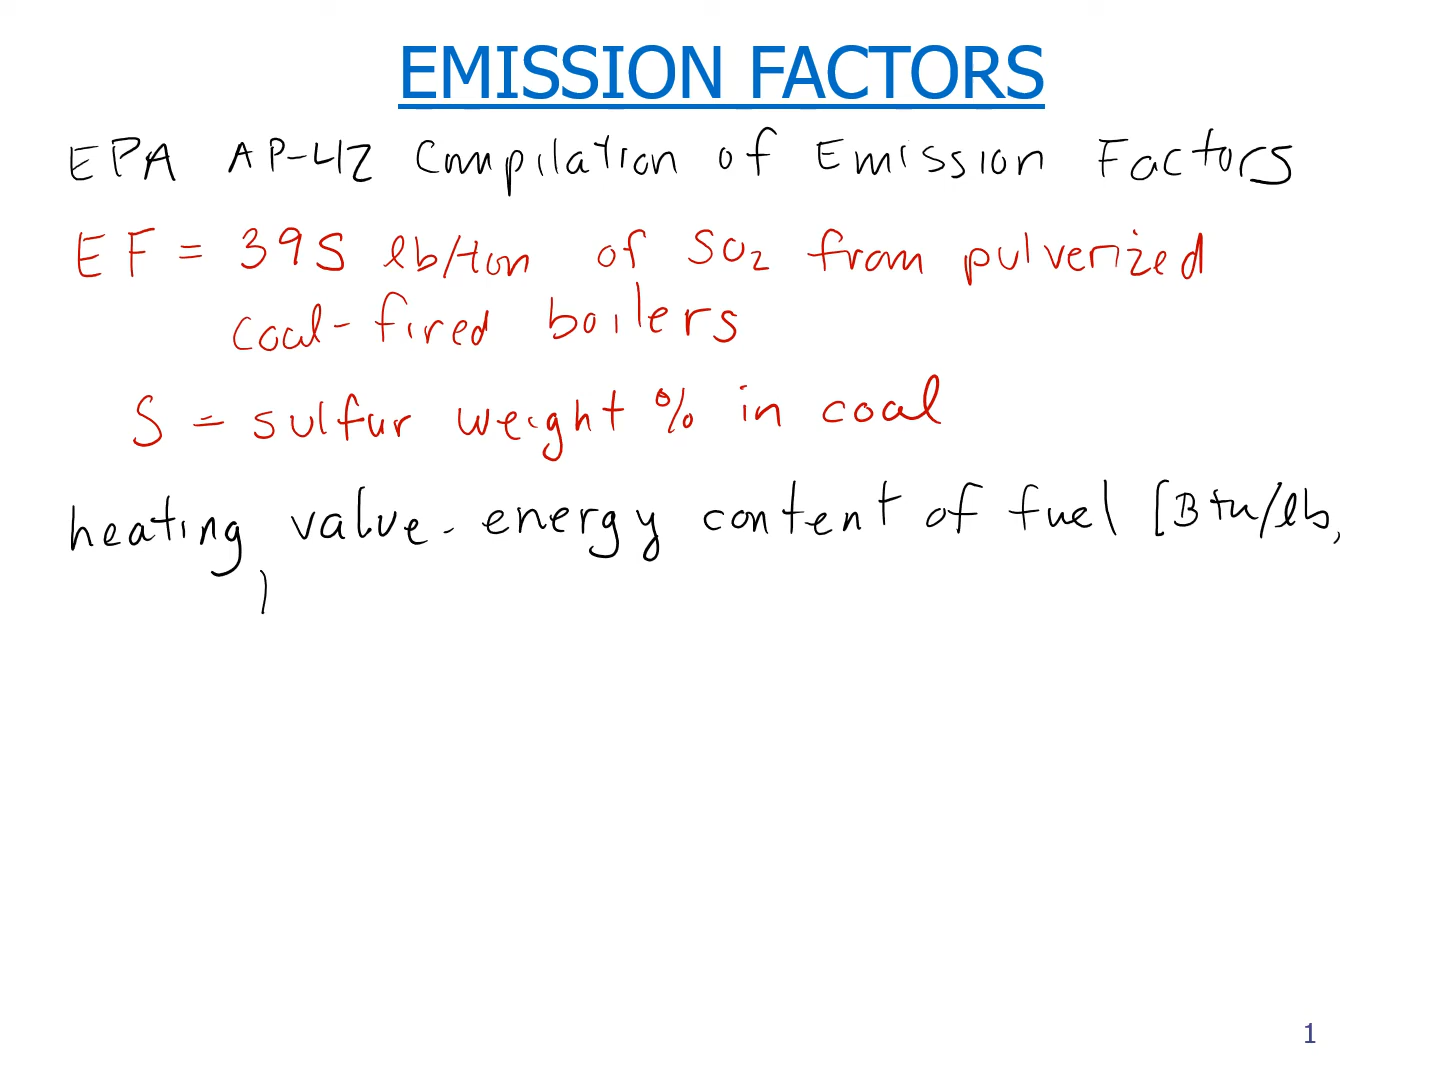 EMISSION FACTORS
EPA AP-42 Compilation of Emission Factors
EF = 39S lb/ton of SO₂ from pulverized
coal-fired boilers
S = sulfur weight % in coal
heating value - energy content of fuel [Btu/lb,
1